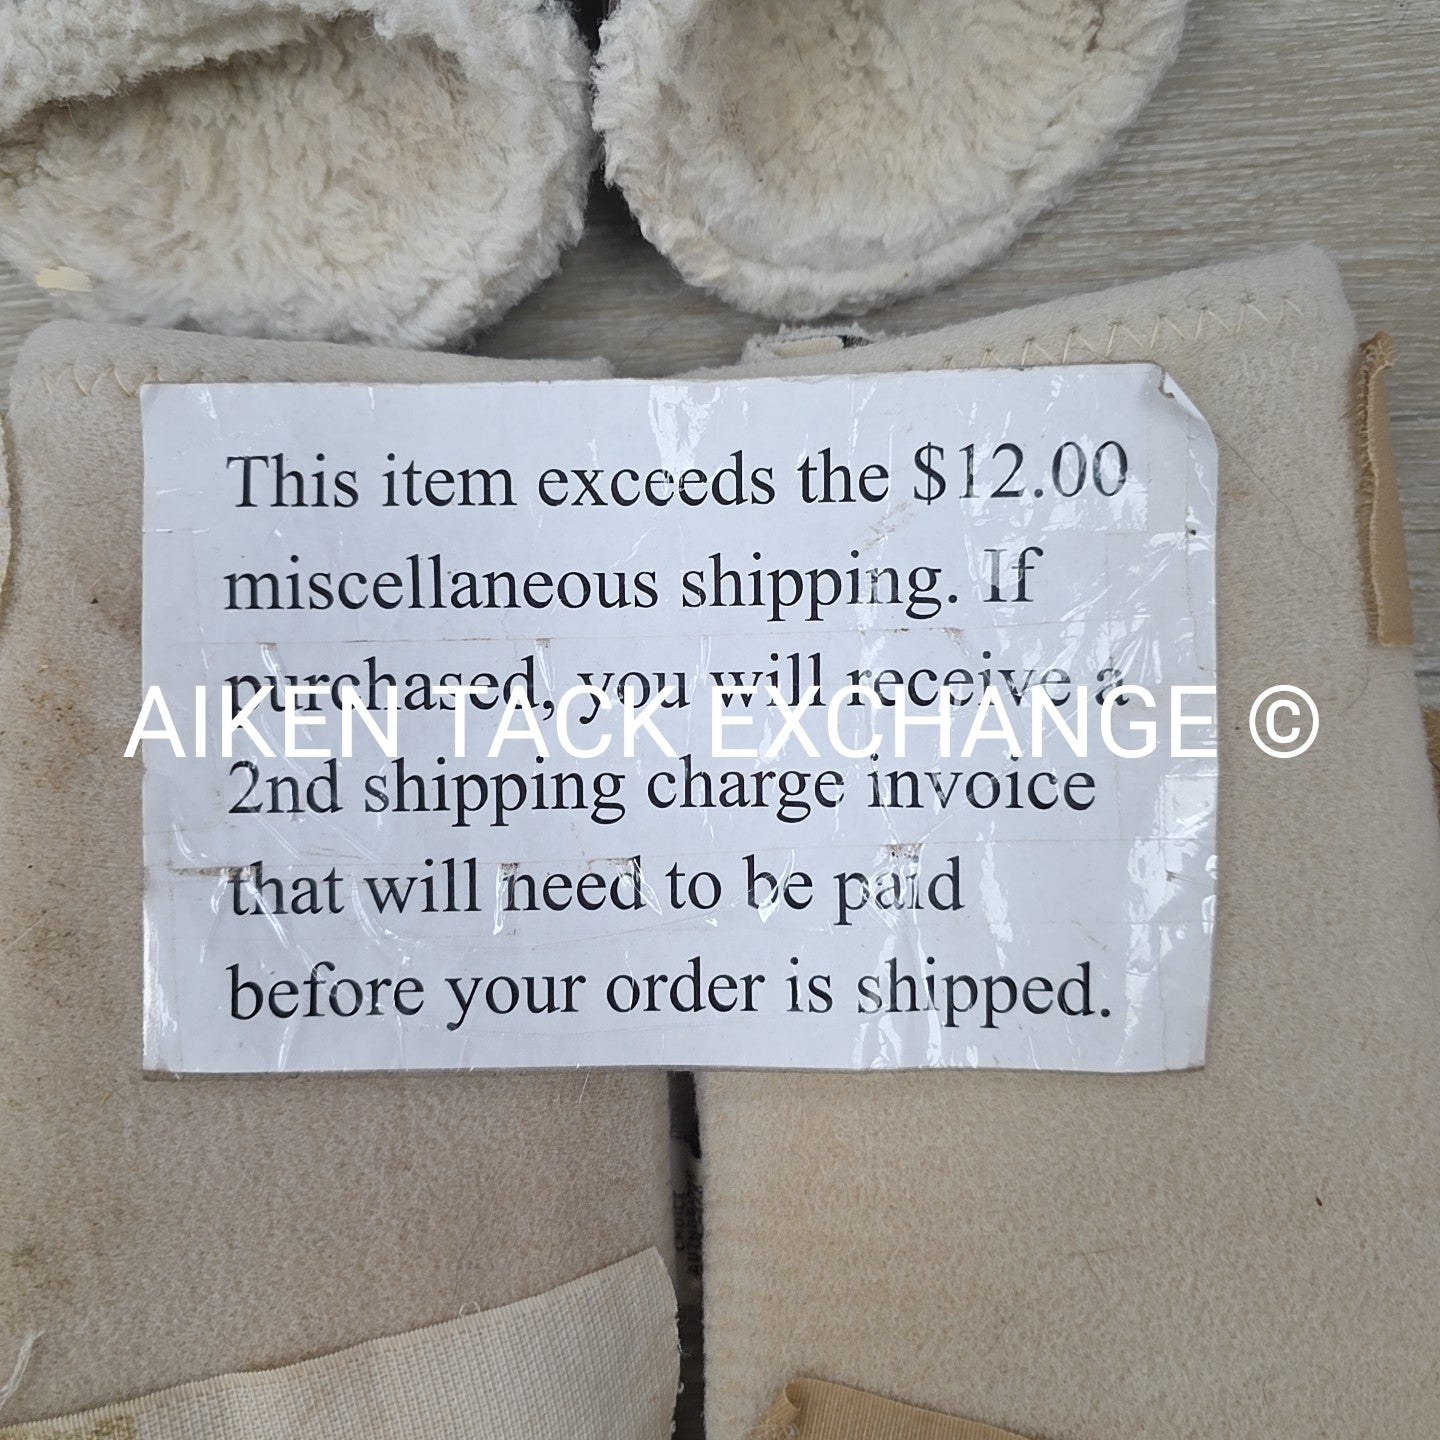 This item exceeds the $12.00
miscellaneous shipping. If
purchased, you will receive a
AIKEN TACK EXCHANGE ©
2nd shipping charge invoice
that will need to be paid
before your order is shipped.